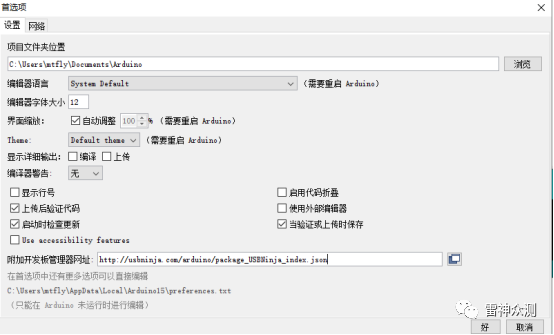 首选项
设置 网络
项目文件夹位置
C:\Users\mtfly\Documents\Arduino 浏览
编辑器语言 System Default （需要重启 Arduino）
编辑器字体大小 12
界面缩放： 自动调整 100 % （需要重启 Arduino）
Theme: Default theme （需要重启 Arduino）
显示详细输出： 编译 上传
编译器警告: 无
显示行号 启用代码折叠
上传后验证代码 使用外部编辑器
启动时检查更新 当验证或上传时保存
Use accessibility features
附加开发板管理器网址: http://usbninja.com/arduino/package_USBNinja_index.json
在首选项中还有更多选项可以直接编辑
C:\Users\mtfly\AppData\Local\Arduino15\preferences.txt
（只能在 Arduino 未运行时进行编辑）
雷神众测
好 取消